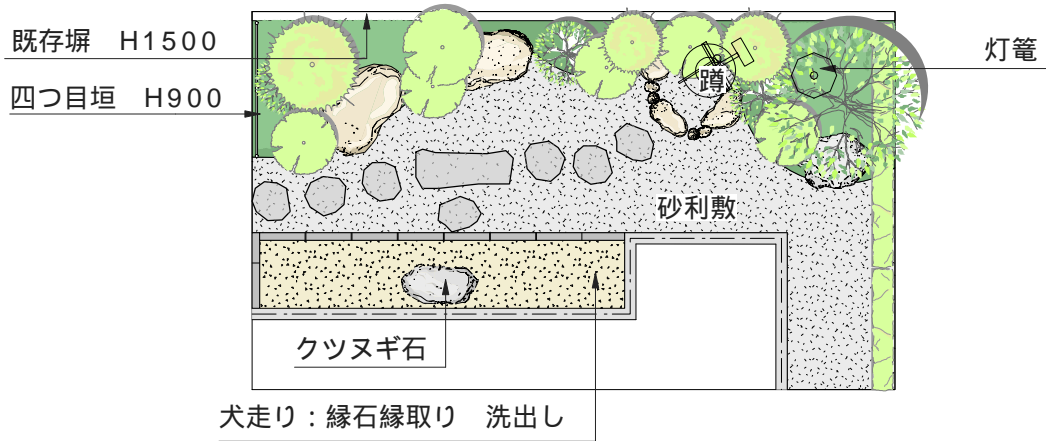 既存塀　H1500
灯篭
四つ目垣　H900
蹲
砂利敷
クツヌギ石
犬走り：縁石縁取り　洗出し